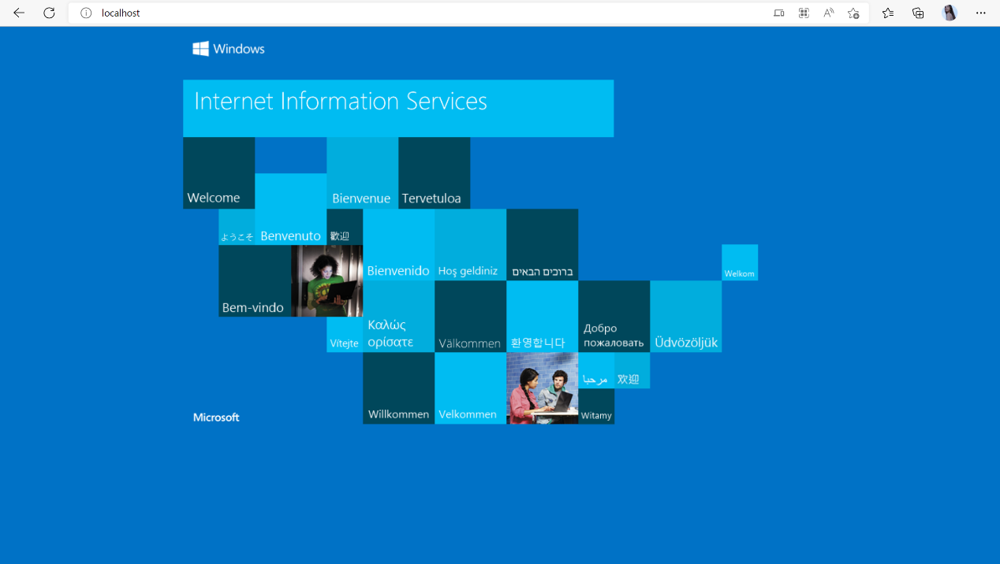 localhost
Windows
Internet Information Services
Welcome
Bienvenue
Tervetuloa
ようこそ
Benvenuto
歡迎
Bienvenido
Hoş geldiniz
ברוכים הבאים
Welkom
Bem-vindo
Vítejte
Καλώς
ορίσατε
Välkommen
환영합니다
Добро
пожаловать
Üdvözöljük
مرحبا
欢迎
Microsoft
Willkommen
Velkommen
Witamy